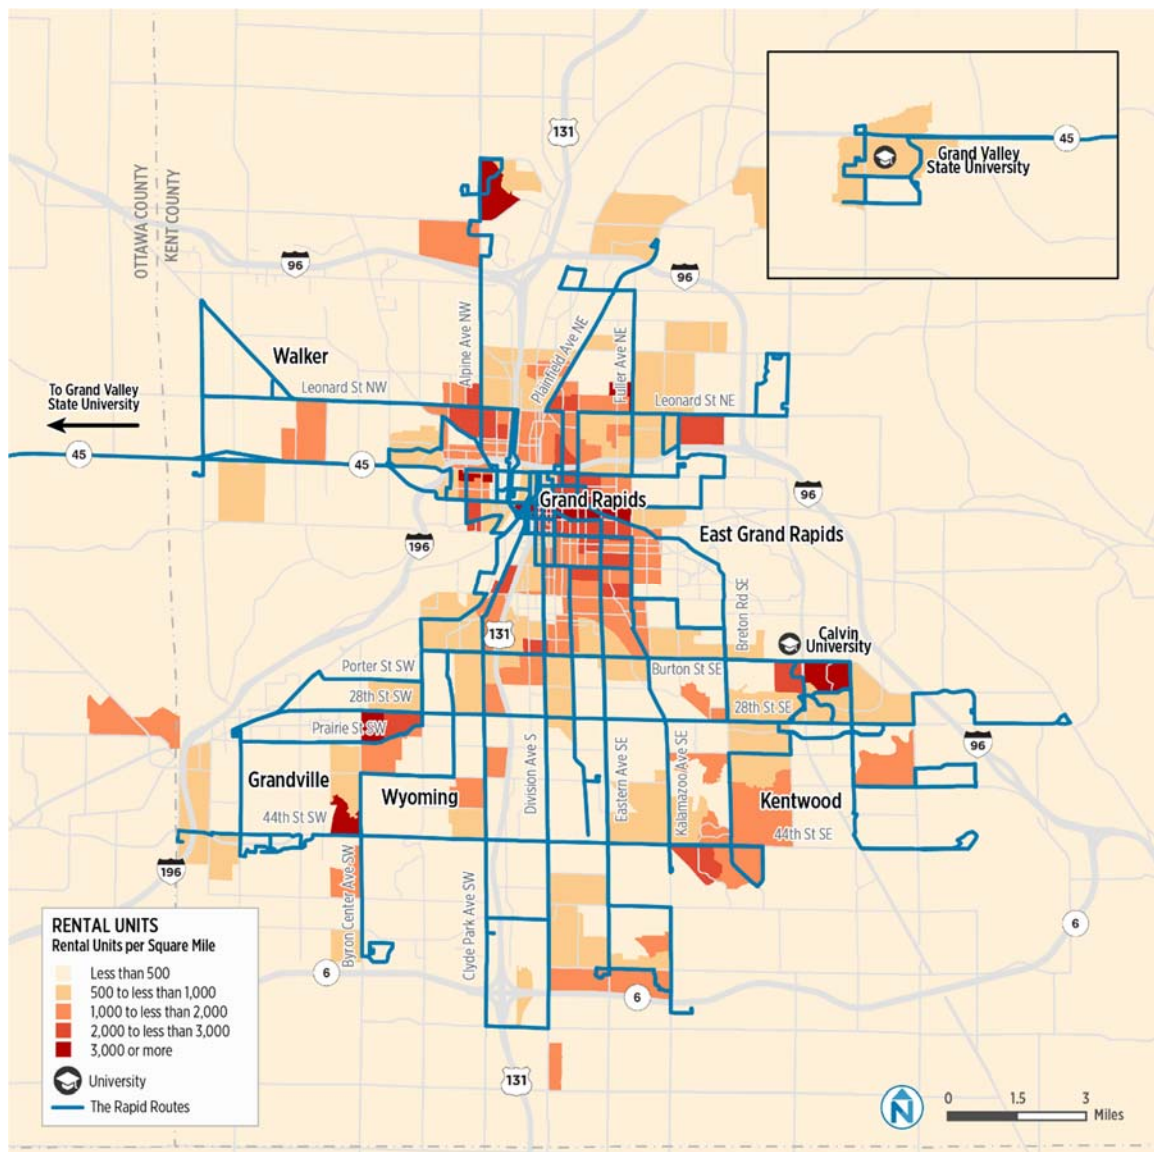 131
45
Grand Valley
State University
OTTAWA COUNTY
KENT COUNTY
96
96
Alpine Ave NW
Plainfield Ave NE
Fuller Ave NE
Walker
Leonard St NW
Leonard St NE
To Grand Valley
State University
45
45
96
Grand Rapids
East Grand Rapids
196
Breton Rd SE
131
Calvin
University
Porter St SW
Burton St SE
28th St SW
28th St SE
Prairie St SW
96
Grandville
Wyoming
Division Ave S
Eastern Ave SE
Kalamazoo Ave SE
Kentwood
44th St SW
44th St SE
196
Byron Center Ave SW
Clyde Park Ave SW
6
6
6
131
RENTAL UNITS
Rental Units per Square Mile
Less than 500
500 to less than 1,000
1,000 to less than 2,000
2,000 to less than 3,000
3,000 or more
University
The Rapid Routes
N
0 1.5 3
Miles